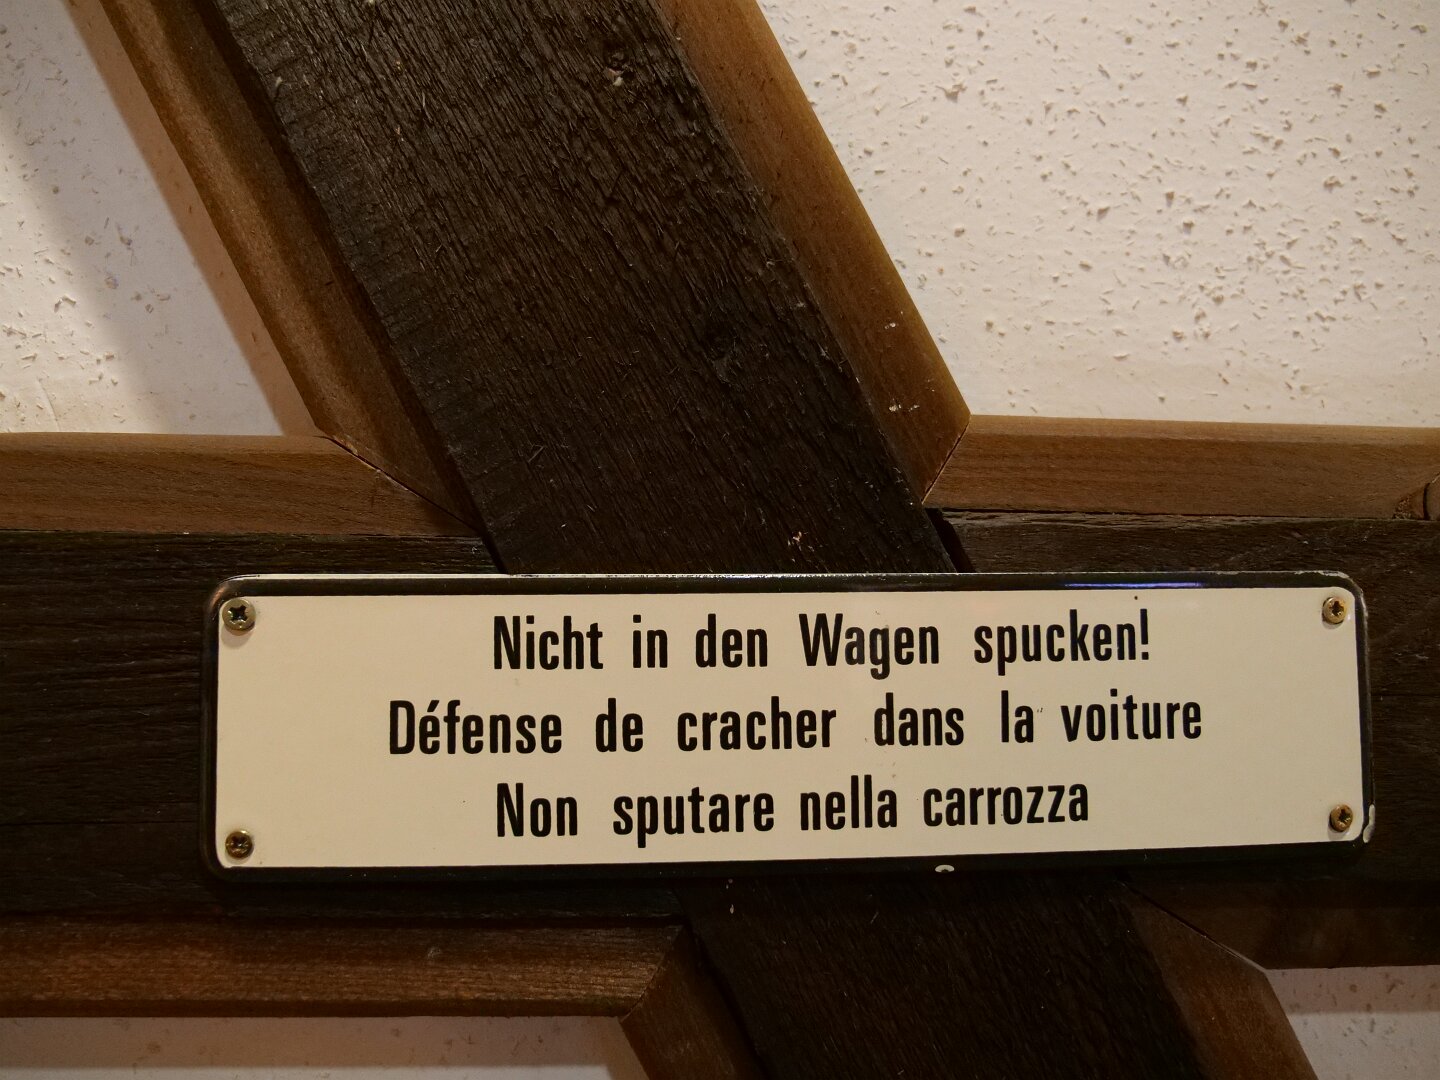 Nicht in den Wagen spucken!
Défense de cracher dans la voiture
Non sputare nella carrozza